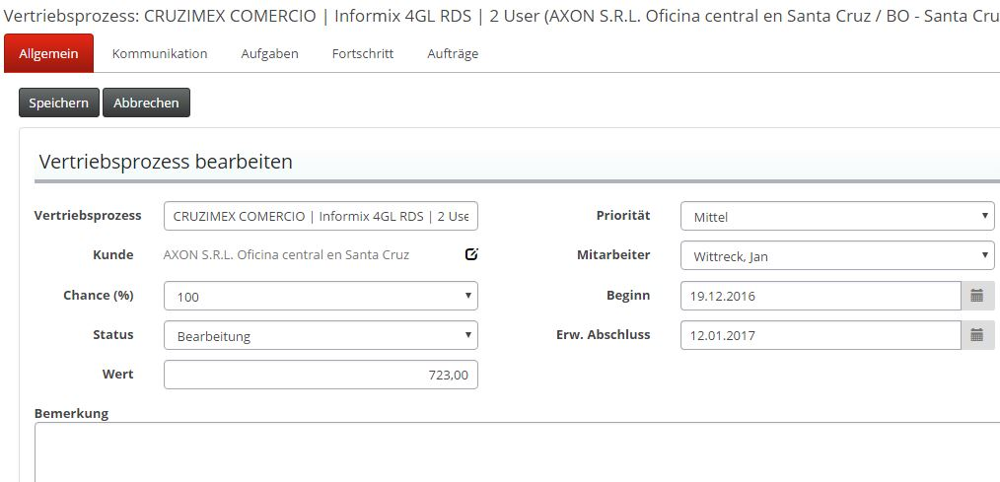 Vertriebsprozess: CRUZIMEX COMERCIO | Informix 4GL RDS | 2 User (AXON S.R.L. Oficina central en Santa Cruz / BO - Santa Cru
Allgemein Kommunikation Aufgaben Fortschritt Aufträge
Speichern Abbrechen
Vertriebsprozess bearbeiten
Vertriebsprozess CRUZIMEX COMERCIO | Informix 4GL RDS | 2 Use Priorität Mittel
Kunde AXON S.R.L. Oficina central en Santa Cruz Mitarbeiter Wittreck, Jan
Chance (%) 100 Beginn 19.12.2016
Status Bearbeitung Erw. Abschluss 12.01.2017
Wert 723,00
Bemerkung